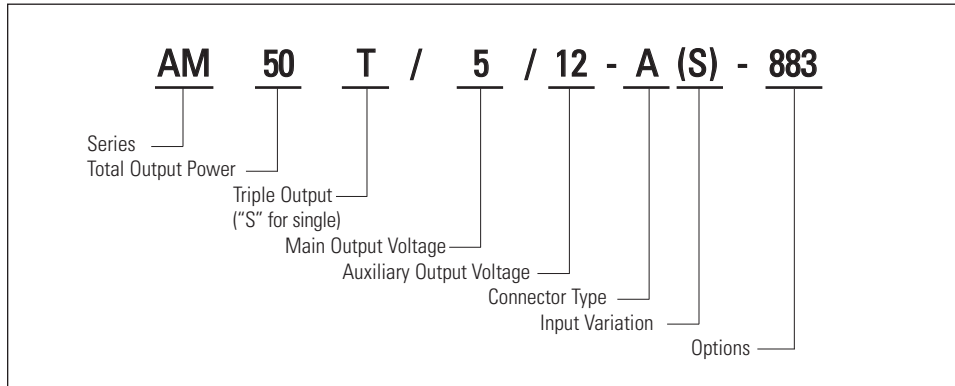 AM 50 T / 5 / 12 - A (S) - 883
Series
Total Output Power
Triple Output
(“S” for single)
Main Output Voltage
Auxiliary Output Voltage
Connector Type
Input Variation
Options